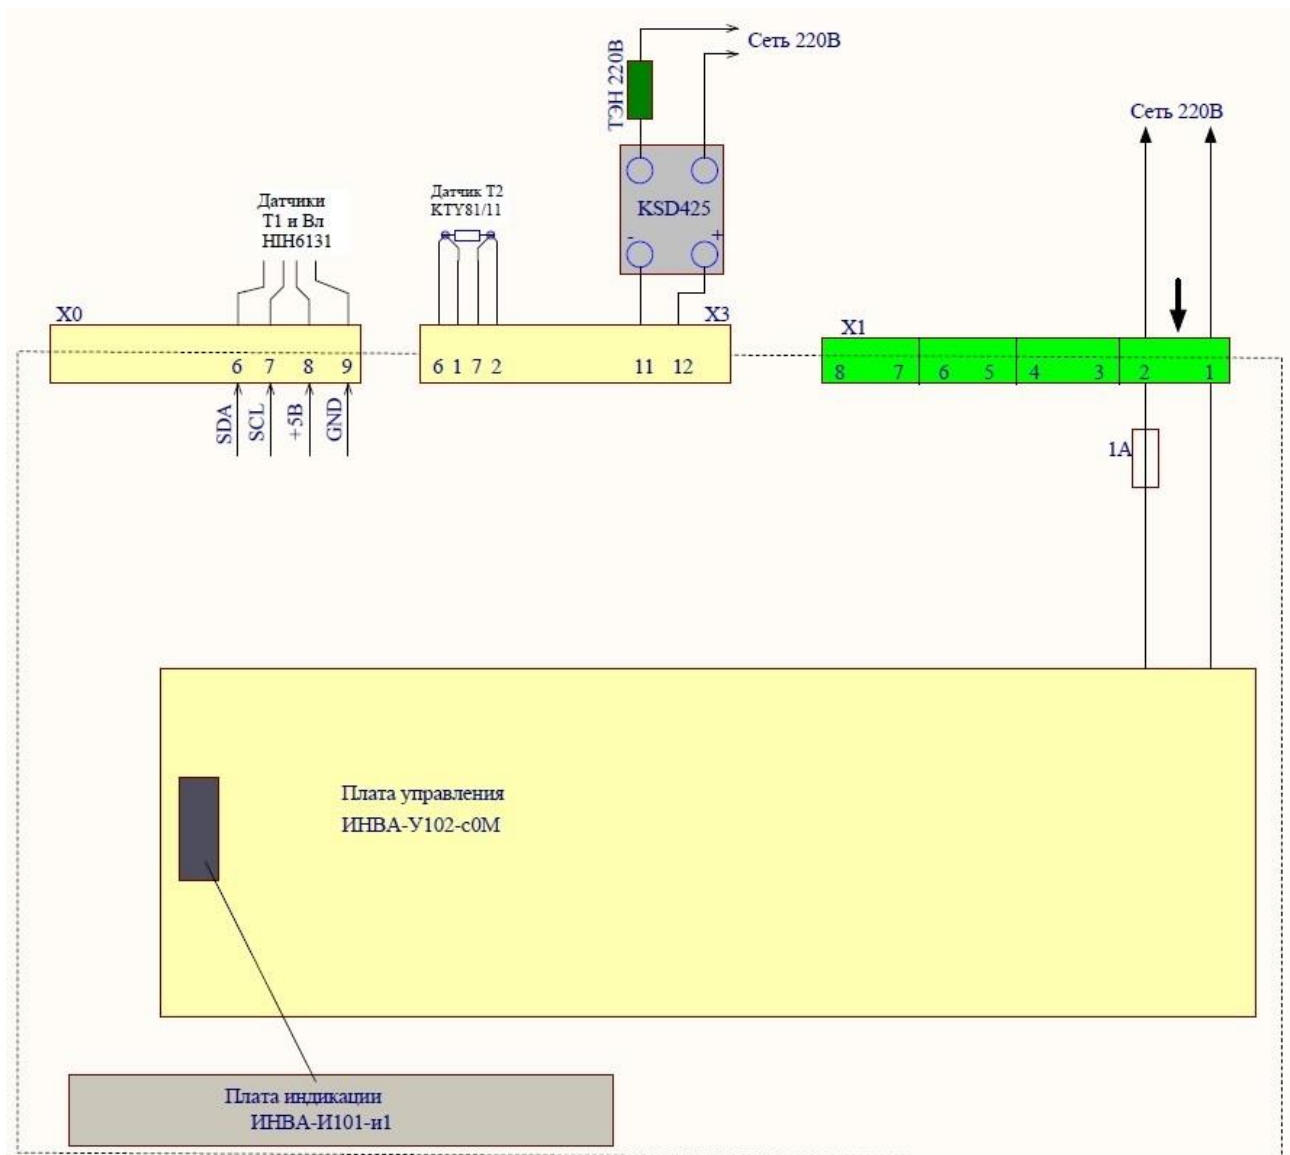 Сеть 220В
ТЭН 220В
Сеть 220В
Датчики
Т1 и Вл
HIH6131
Датчик Т2
KTY81/11
KSD425
- +
X0
X3
X1
6 7 8 9
6 1 7 2 11 12
8 7 6 5 4 3 2 1
SDA
SCL
+5В
GND
1А
Плата управления
ИНВА-У102-с0М
Плата индикации
ИНВА-И101-и1